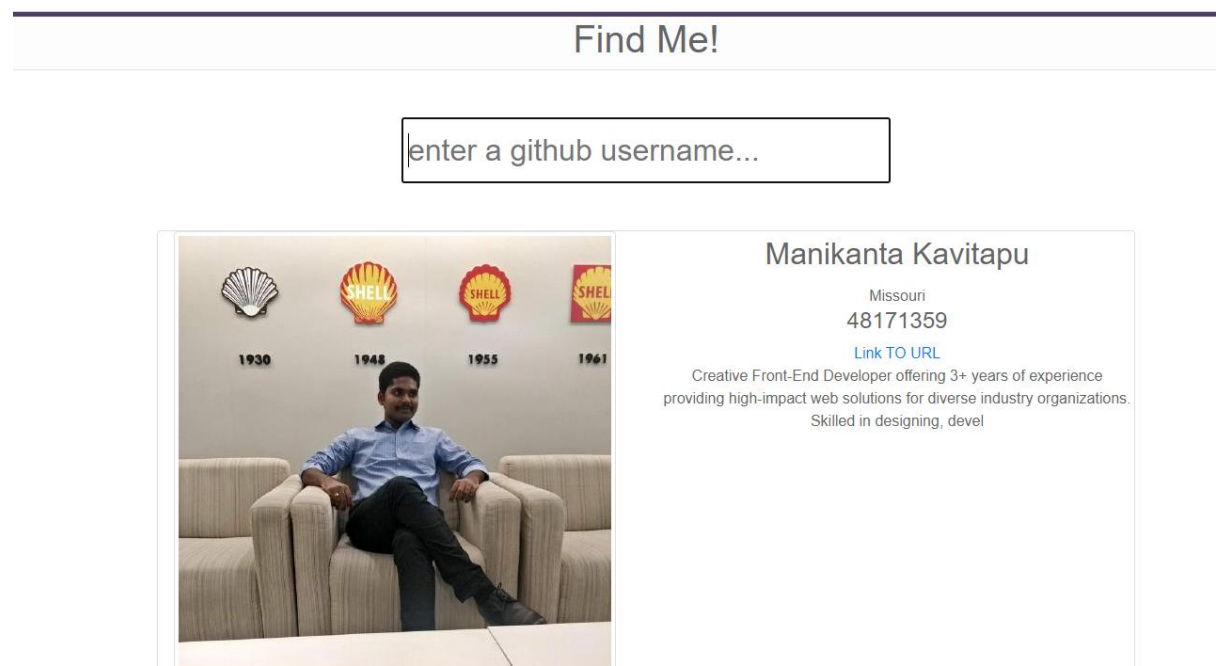 Find Me!
enter a github username...
SHELL
SHELL
SHEL
1930
1948
1955
1961
Manikanta Kavitapu
Missouri
48171359
Link TO URL
Creative Front-End Developer offering 3+ years of experience
providing high-impact web solutions for diverse industry organizations.
Skilled in designing, devel